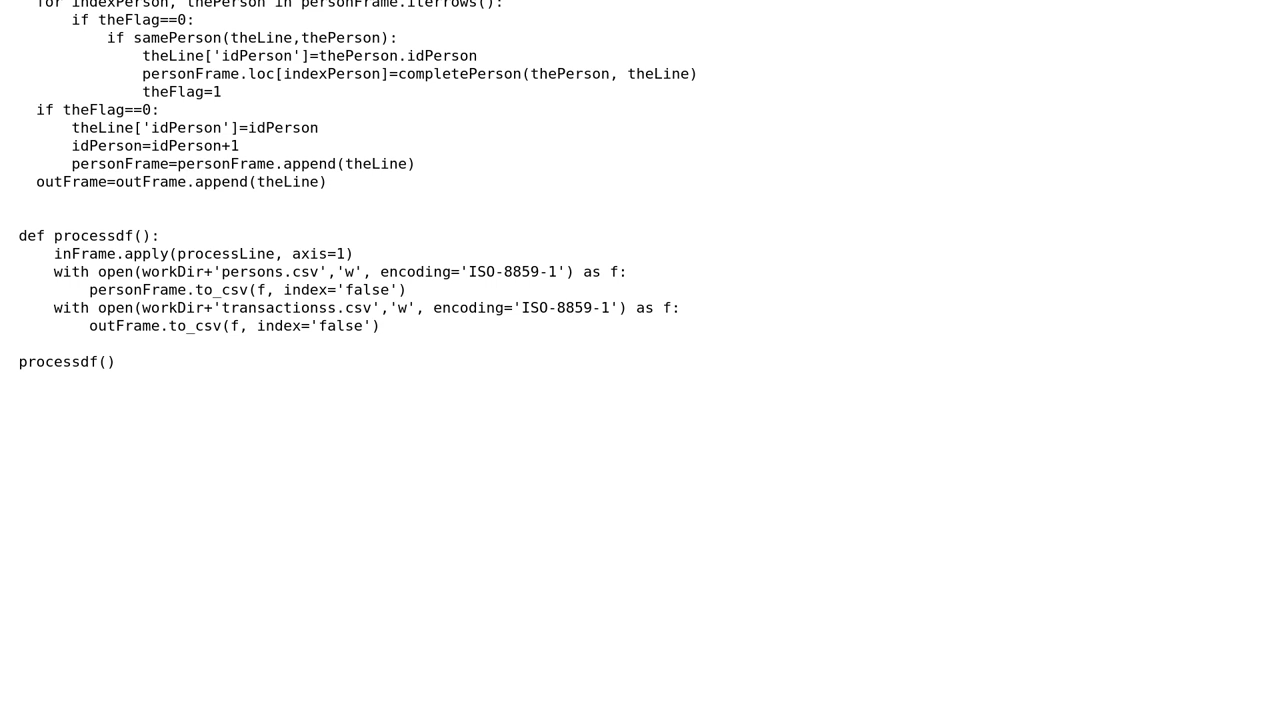 for indexPerson, thePerson in personFrame.iterrows():
        if theFlag==0:
            if samePerson(theLine,thePerson):
                theLine['idPerson']=thePerson.idPerson
                personFrame.loc[indexPerson]=completePerson(thePerson, theLine)
                theFlag=1
    if theFlag==0:
        theLine['idPerson']=idPerson
        idPerson=idPerson+1
        personFrame=personFrame.append(theLine)
    outFrame=outFrame.append(theLine)
def processdf():
    inFrame.apply(processLine, axis=1)
    with open(workDir+'persons.csv','w', encoding='ISO-8859-1') as f:
        personFrame.to_csv(f, index='false')
    with open(workDir+'transactionss.csv','w', encoding='ISO-8859-1') as f:
        outFrame.to_csv(f, index='false')
processdf()